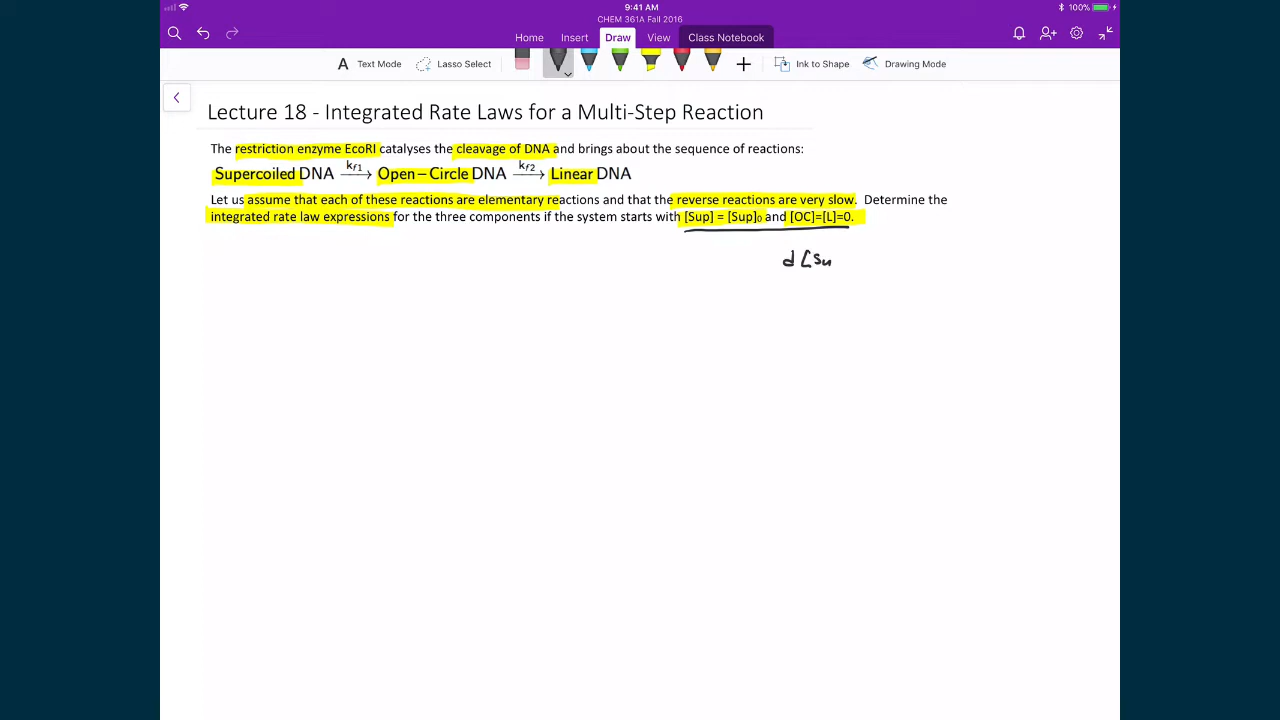 9:41 AM
100%
CHEM 361A Fall 2016
Home Insert Draw View Class Notebook
A Text Mode Lasso Select Ink to Shape Drawing Mode
Lecture 18 - Integrated Rate Laws for a Multi-Step Reaction
The restriction enzyme EcoRI catalyses the cleavage of DNA and brings about the sequence of reactions:
Supercoiled DNA —kf1→ Open-Circle DNA —kf2→ Linear DNA
Let us assume that each of these reactions are elementary reactions and that the reverse reactions are very slow. Determine the
integrated rate law expressions for the three components if the system starts with [Sup] = [Sup]₀ and [OC]=[L]=0.
d[Su